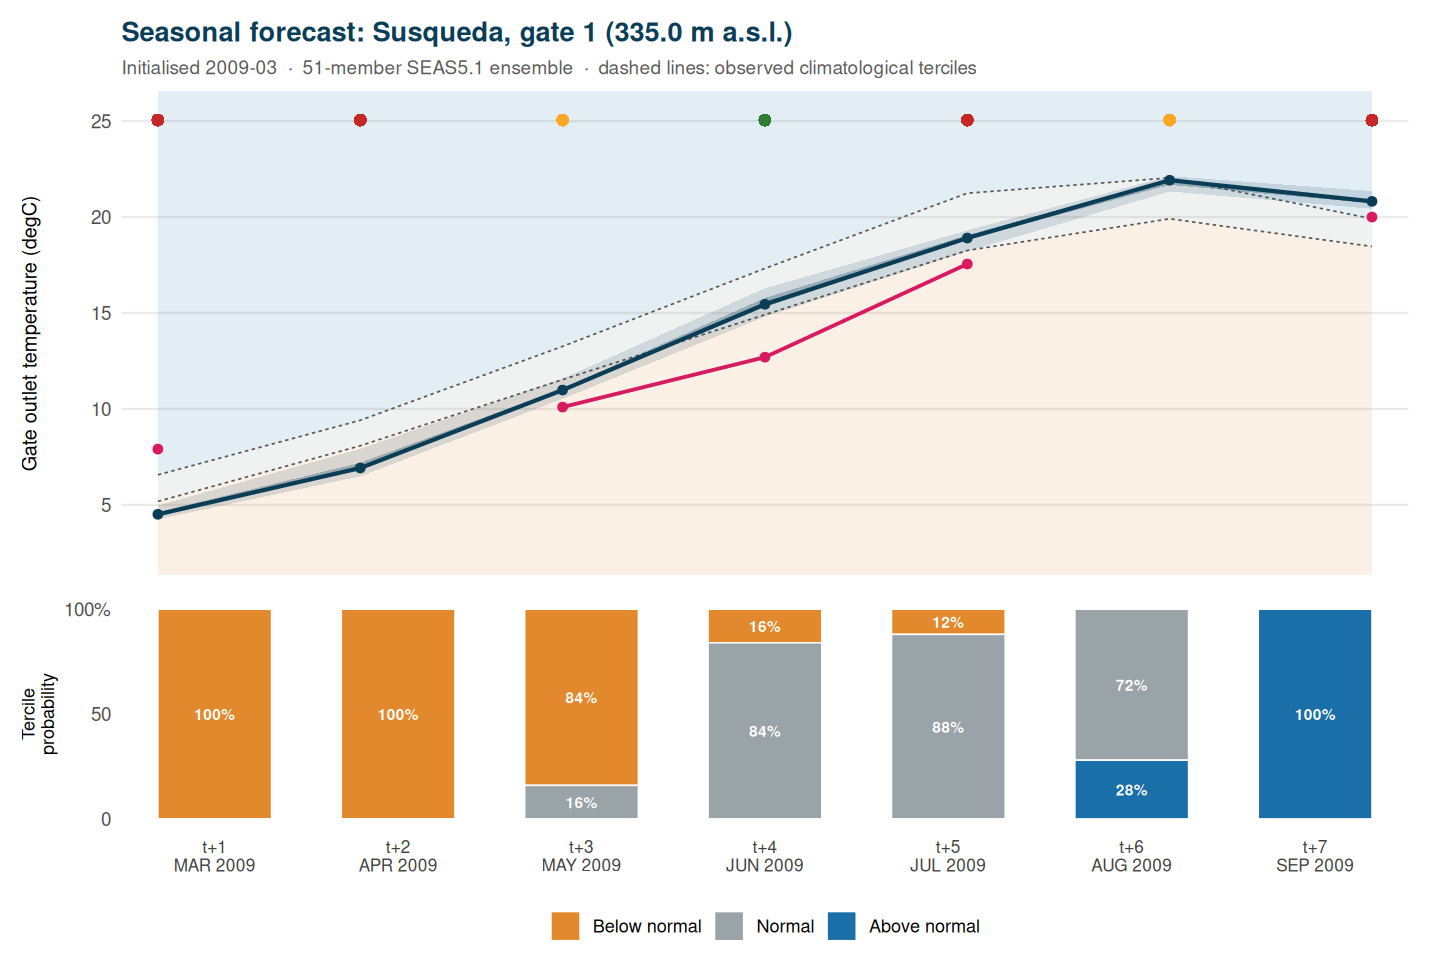 Seasonal forecast: Susqueda, gate 1 (335.0 m a.s.l.)
Initialised 2009-03 · 51-member SEAS5.1 ensemble · dashed lines: observed climatological terciles
Gate outlet temperature (degC)
25
20
15
10
5
Tercile
probability
100%
50
0
100%
100%
84%
16%
16%
84%
12%
88%
72%
28%
100%
t+1
MAR 2009
t+2
APR 2009
t+3
MAY 2009
t+4
JUN 2009
t+5
JUL 2009
t+6
AUG 2009
t+7
SEP 2009
Below normal
Normal
Above normal